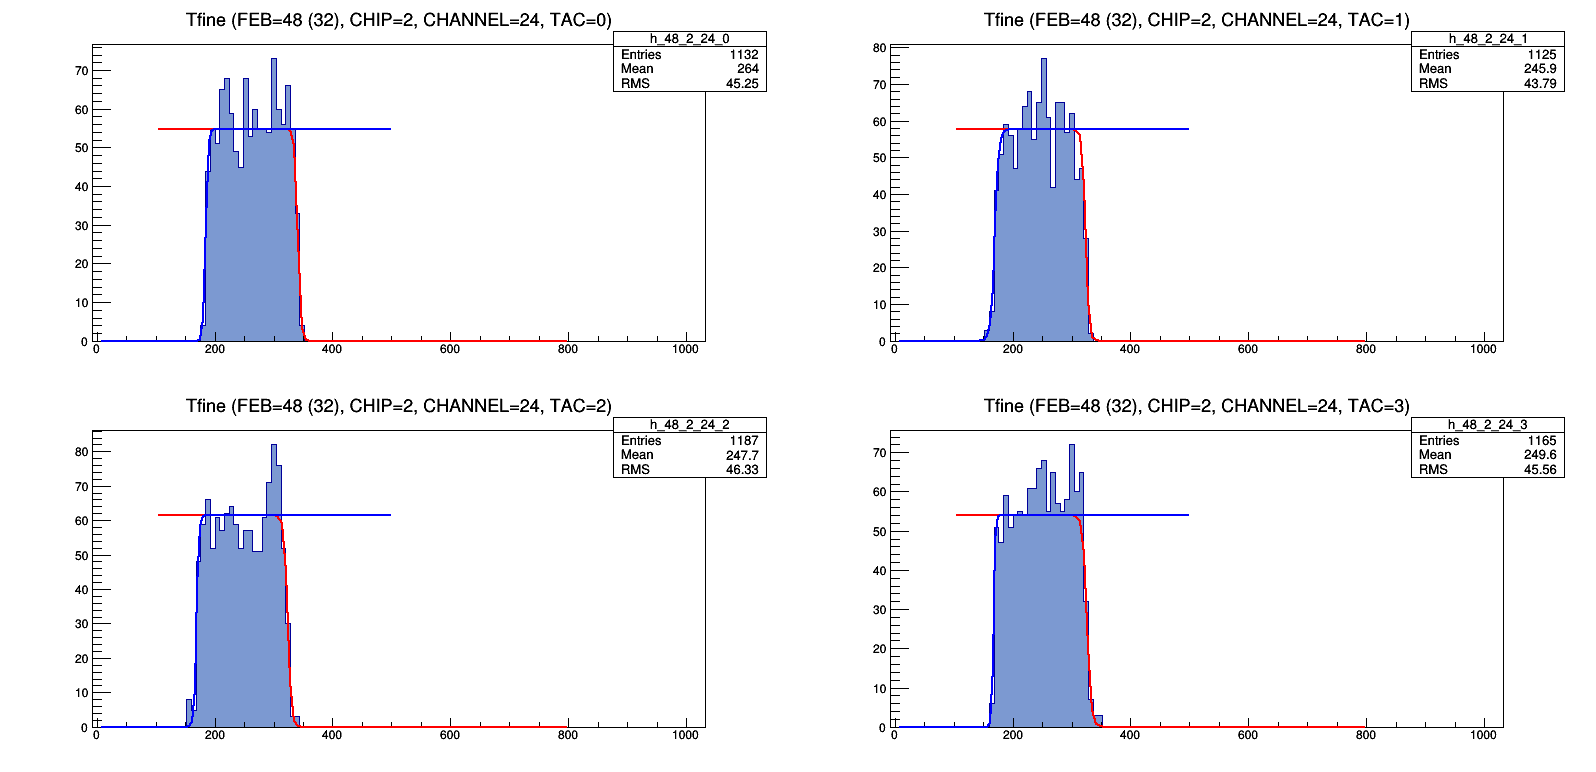 Tfine (FEB=48 (32), CHIP=2, CHANNEL=24, TAC=0)
h_48_2_24_0
Entries 1132
Mean 264
RMS 45.25
70
60
50
40
30
20
10
0
0 200 400 600 800 1000
Tfine (FEB=48 (32), CHIP=2, CHANNEL=24, TAC=1)
h_48_2_24_1
Entries 1125
Mean 245.9
RMS 43.79
80
70
60
50
40
30
20
10
0
0 200 400 600 800 1000
Tfine (FEB=48 (32), CHIP=2, CHANNEL=24, TAC=2)
h_48_2_24_2
Entries 1187
Mean 247.7
RMS 46.33
80
70
60
50
40
30
20
10
0
0 200 400 600 800 1000
Tfine (FEB=48 (32), CHIP=2, CHANNEL=24, TAC=3)
h_48_2_24_3
Entries 1165
Mean 249.6
RMS 45.56
70
60
50
40
30
20
10
0
0 200 400 600 800 1000